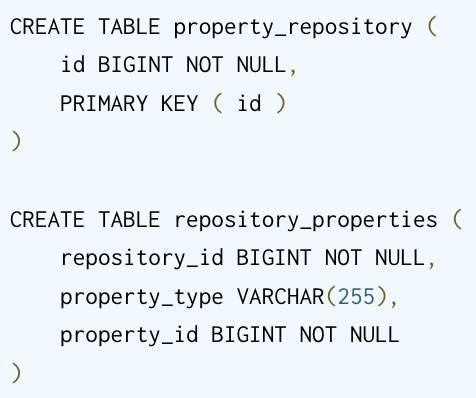 CREATE TABLE property_repository (
    id BIGINT NOT NULL,
    PRIMARY KEY ( id )
)

CREATE TABLE repository_properties (
    repository_id BIGINT NOT NULL,
    property_type VARCHAR(255),
    property_id BIGINT NOT NULL
)